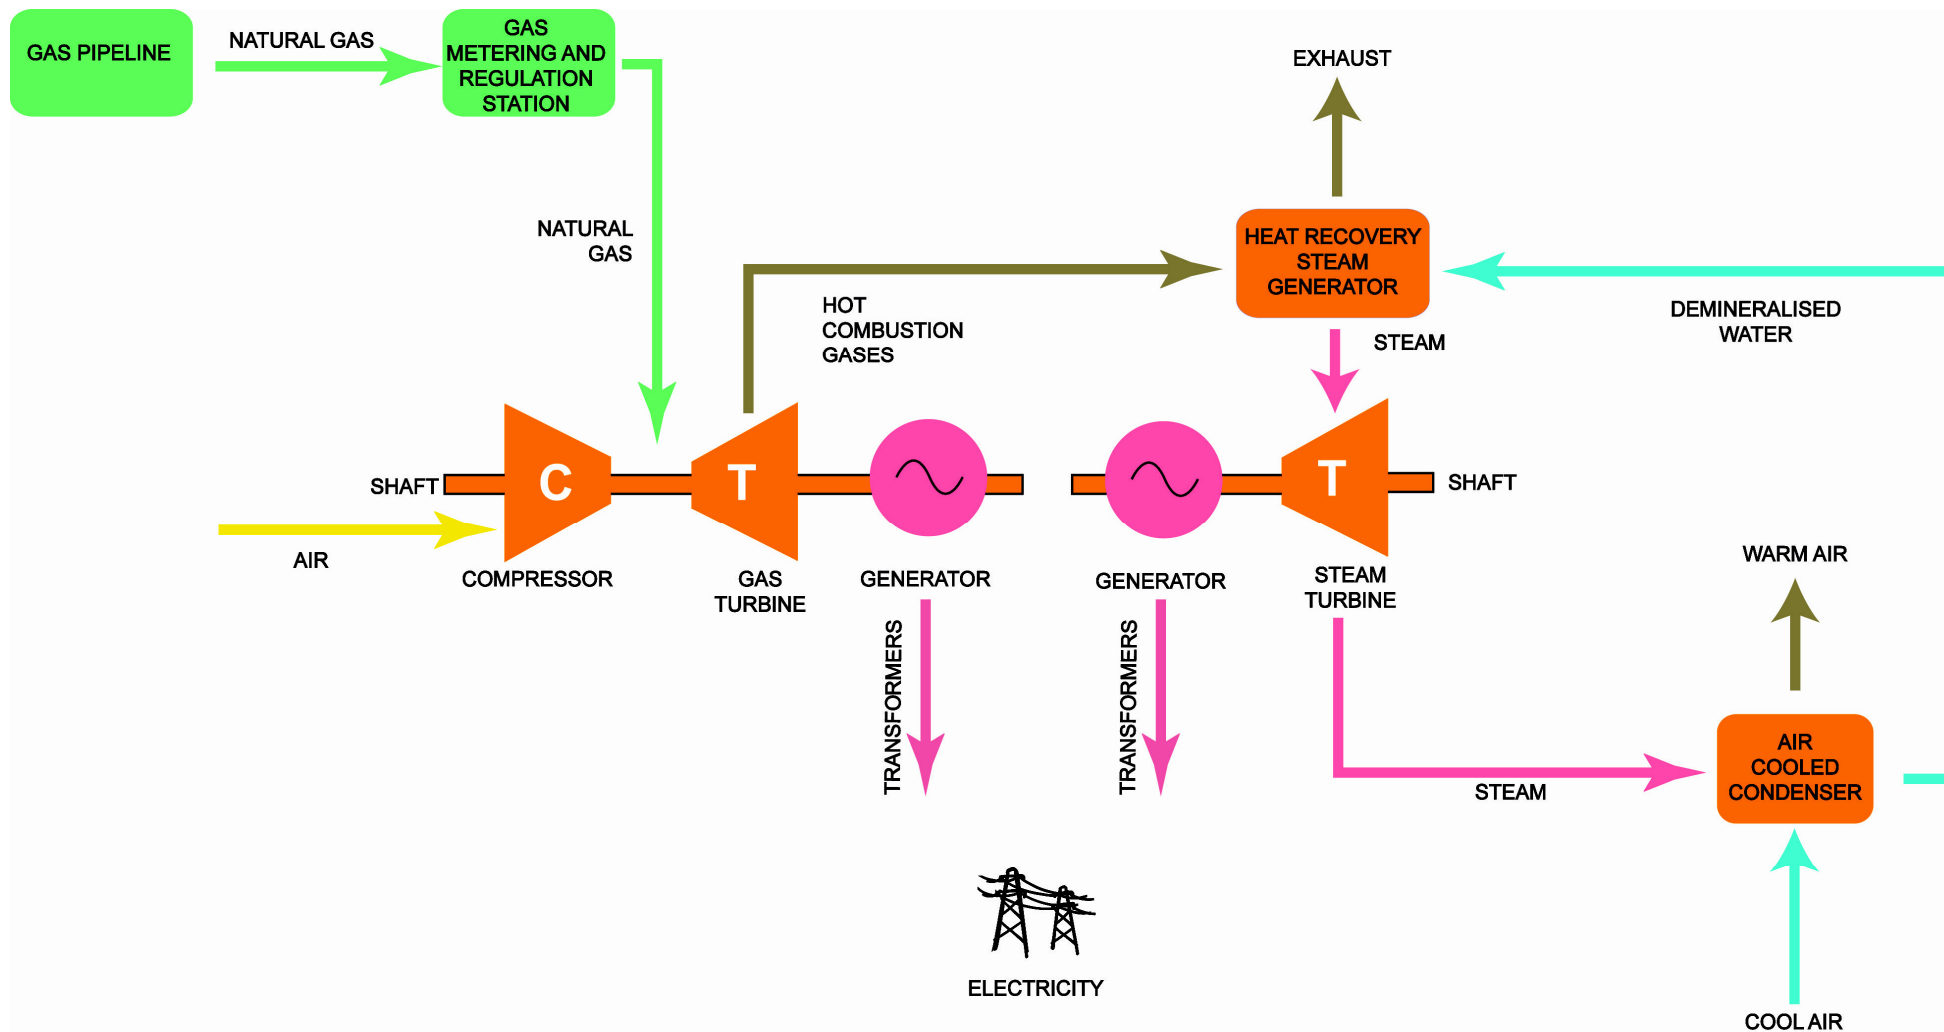 GAS PIPELINE
NATURAL GAS
GAS
METERING AND
REGULATION
STATION
EXHAUST
NATURAL
GAS
HEAT RECOVERY
STEAM
GENERATOR
HOT
COMBUSTION
GASES
STEAM
DEMINERALISED
WATER
SHAFT
C
T
T
SHAFT
AIR
COMPRESSOR
GAS
TURBINE
GENERATOR
GENERATOR
STEAM
TURBINE
WARM AIR
TRANSFORMERS
TRANSFORMERS
STEAM
AIR
COOLED
CONDENSER
ELECTRICITY
COOL AIR